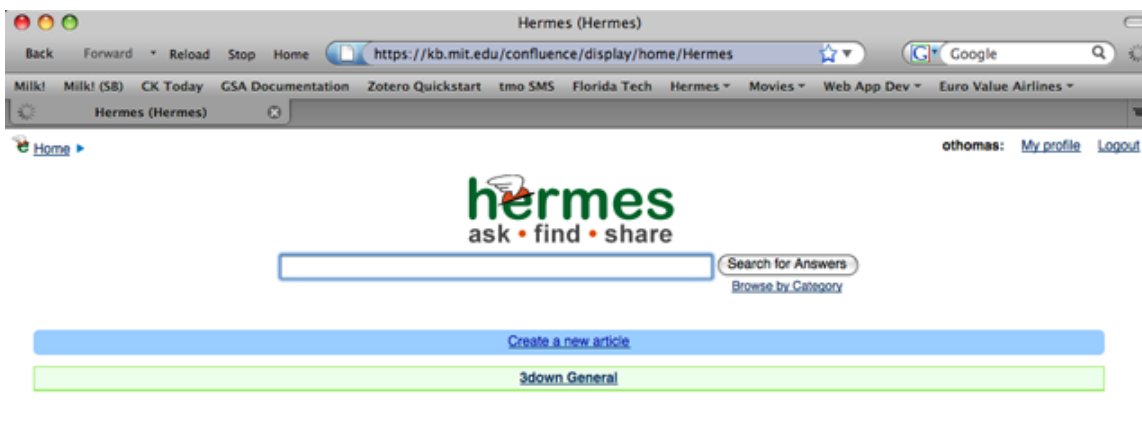 Hermes (Hermes)
Back Forward Reload Stop Home https://kb.mit.edu/confluence/display/home/Hermes Google
Milk! Milk! (SB) CK Today GSA Documentation Zotero Quickstart tmo SMS Florida Tech Hermes Movies Web App Dev Euro Value Airlines
Hermes (Hermes)
Home othomas: My profile Logout
hermes
ask • find • share
Search for Answers
Browse by Category
Create a new article
3down General